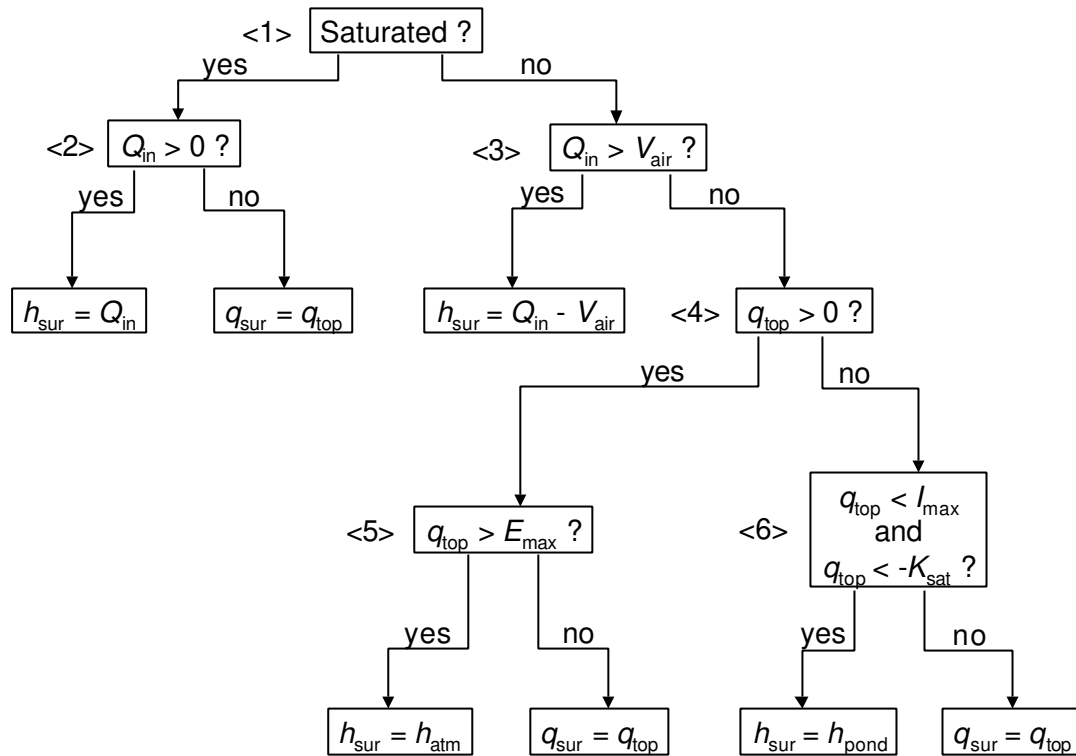 <1> Saturated ?
yes no
<2> Q_in > 0 ? <3> Q_in > V_air ?
yes no yes no
h_sur = Q_in q_sur = q_top h_sur = Q_in - V_air <4> q_top > 0 ?
yes no
<5> q_top > E_max ? <6> q_top < I_max
and
q_top < -K_sat ?
yes no yes no
h_sur = h_atm q_sur = q_top h_sur = h_pond q_sur = q_top